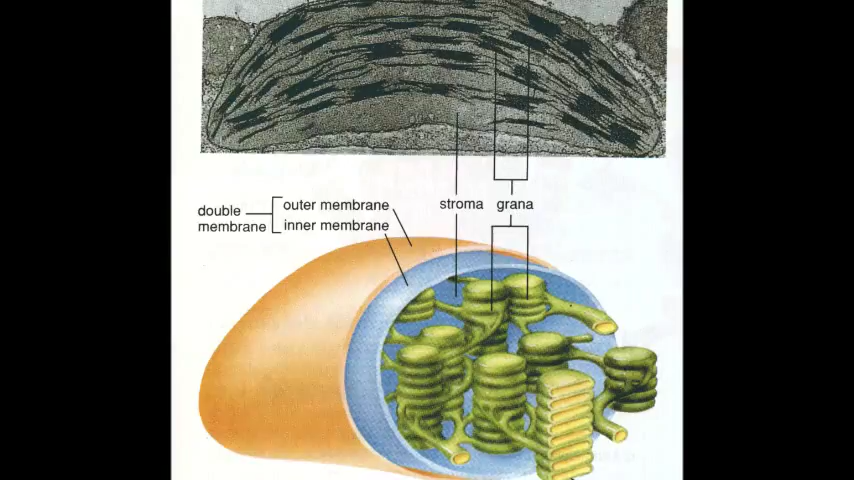 double
membrane
outer membrane
inner membrane
stroma
grana